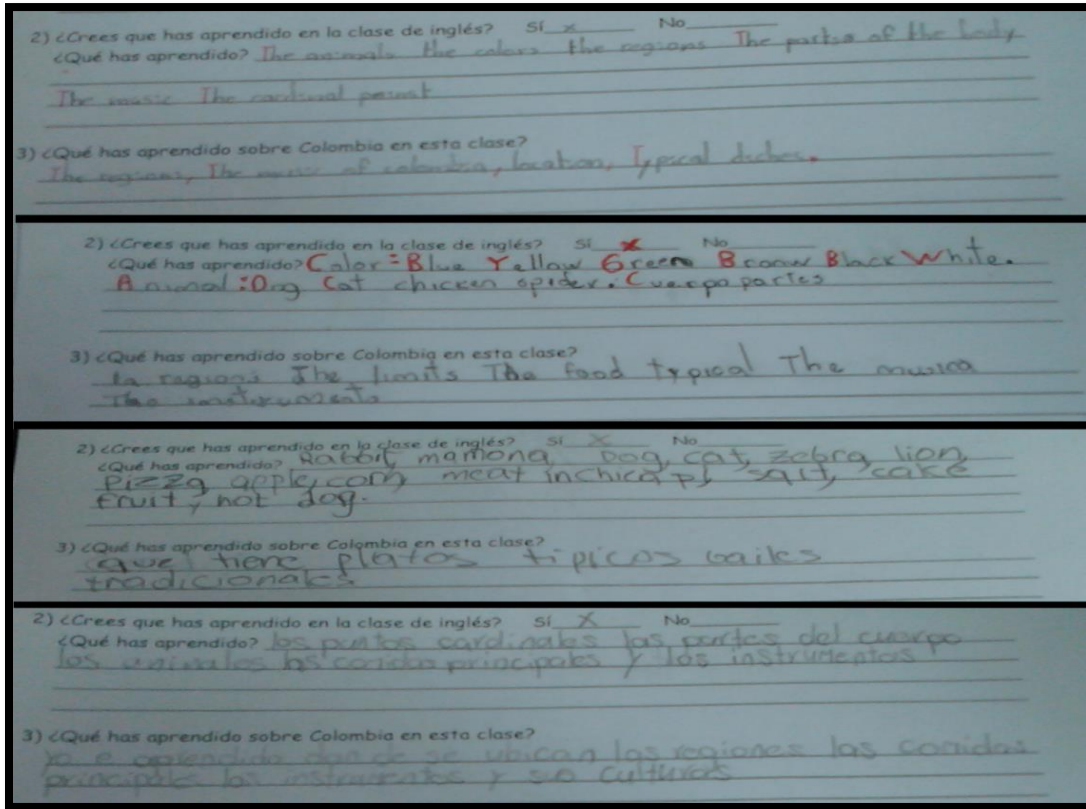 2) ¿Crees que has aprendido en la clase de inglés? Sí x No
¿Qué has aprendido? The animals the colors the regions The partso of the body
The music The cardinal point
3) ¿Qué has aprendido sobre Colombia en esta clase?
The regions, The music of colombia, location, Typical diches.
2) ¿Crees que has aprendido en la clase de inglés? Sí x No
¿Qué has aprendido? Color = Blue Yellow Green Broow Black White.
Animal: Dog Cat chicken spider. Cuerpo partes
3) ¿Qué has aprendido sobre Colombia en esta clase?
la regions The limits The food typical The musica
The instruments
2) ¿Crees que has aprendido en la clase de inglés? Sí X No
¿Qué has aprendido? Rabbit, mamona Dog, cat, zebra, lion,
Pizza apple, corn, meat salt, cake
fruit, hot dog.
3) ¿Qué has aprendido sobre Colombia en esta clase?
que tiene platos tipicos bailes
tradicionales
2) ¿Crees que has aprendido en la clase de inglés? Sí X No
¿Qué has aprendido? los puntos cardinales las partes del cuerpo
los animales las comida principales y los instrumentos
3) ¿Qué has aprendido sobre Colombia en esta clase?
yo e aprendido don de se ubican las regiones las comidas
principales los instrumentos y su culturas